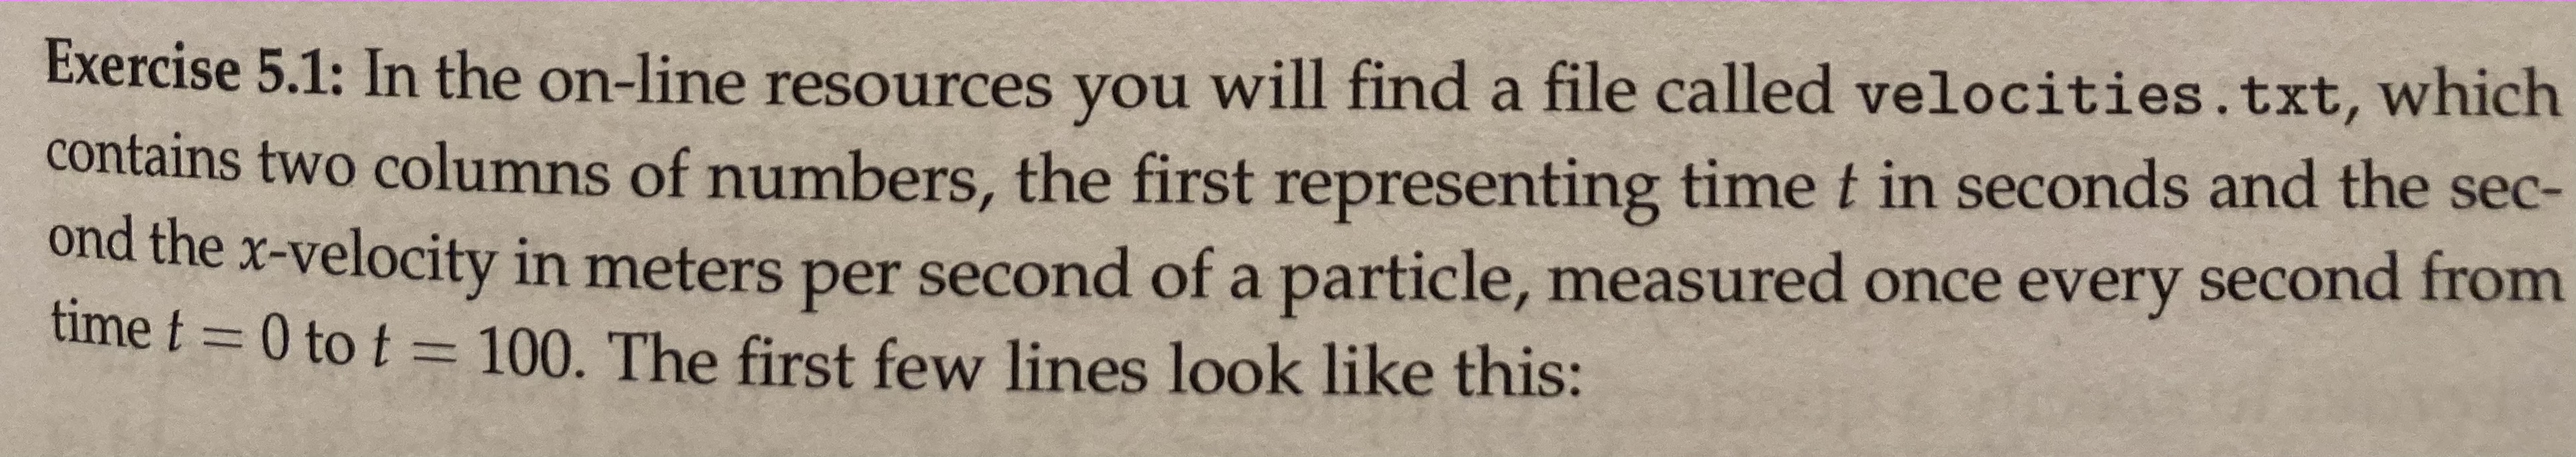 Exercise 5.1: In the on-line resources you will find a file called velocities.txt, which
contains two columns of numbers, the first representing time t in seconds and the sec-
ond the x-velocity in meters per second of a particle, measured once every second from
time t = 0 to t = 100. The first few lines look like this: